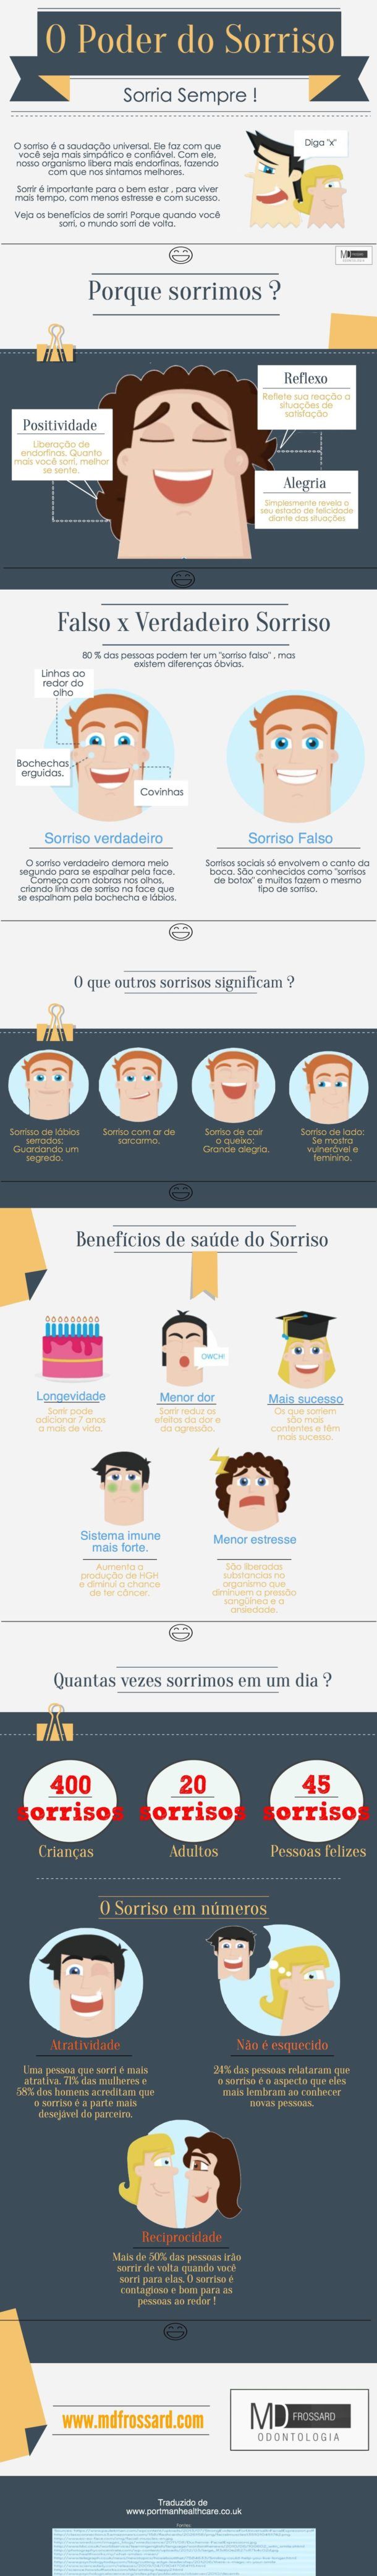 O Poder do Sorriso
Sorria Sempre !
O sorriso é a saudação universal. Ele faz com que
você seja mais simpático e confiável. Com ele,
nosso organismo libera mais endorfinas, fazendo
com que nos sintamos melhores.
Sorrir é importante para o bem estar , para viver
mais tempo, com menos estresse e com sucesso.
Veja os benefícios de sorrir! Porque quando você
sorri, o mundo sorri de volta.
Diga "x"
Porque sorrimos ?
Reflexo
Reflete sua reação a
situações de
satisfação
Positividade
Liberação de
endorfinas. Quanto
mais você sorri, melhor
se sente.
Alegria
Simplesmente revela o
seu estado de felicidade
diante das situações
Falso x Verdadeiro Sorriso
80 % das pessoas podem ter um "sorriso falso" , mas
existem diferenças óbvias.
Linhas ao
redor do
olho
Bochechas
erguidas.
Covinhas
Sorriso verdadeiro
O sorriso verdadeiro demora meio
segundo para se espalhar pela face.
Começa com dobras nos olhos,
criando linhas de sorriso na face que
se espalham pela bochecha e lábios.
Sorriso Falso
Sorrisos sociais só envolvem o canto da
boca. São conhecidos como "sorrisos
de botox" e muitos fazem o mesmo
tipo de sorriso.
O que outros sorrisos significam ?
Sorrisso de lábios
serrados:
Guardando um
segredo.
Sorriso com ar de
sarcarmo.
Sorriso de cair
o queixo:
Grande alegria.
Sorriso de lado:
Se mostra
vulnerável e
feminino.
Benefícios de saúde do Sorriso
Longevidade
Sorrir pode
adicionar 7 anos
a mais de vida.
OWCH!
Menor dor
Sorrir reduz os
efeitos da dor e
da agressão.
Mais sucesso
Os que sorriem
são mais
contentes e têm
mais sucesso.
Sistema imune
mais forte.
Aumenta a
produção de HGH
e diminui a chance
de ter câncer.
Menor estresse
São liberadas
substancias no
organismo que
diminuem a pressão
sangüínea e a
ansiedade.
Quantas vezes sorrimos em um dia ?
400
sorrisos
Crianças
20
sorrisos
Adultos
45
sorrisos
Pessoas felizes
O Sorriso em números
Atratividade
Uma pessoa que sorri é mais
atrativa. 71% das mulheres e
58% dos homens acreditam que
o sorriso é a parte mais
desejável do parceiro.
Não é esquecido
24% das pessoas relataram que
o sorriso é o aspecto que eles
mais lembram ao conhecer
novas pessoas.
Reciprocidade
Mais de 50% das pessoas irão
sorrir de volta quando você
sorri para elas. O sorriso é
contagioso e bom para as
pessoas ao redor !
www.mdfrossard.com
MD FROSSARD
ODONTOLOGIA
Traduzido de
www.portmanhealthcare.co.uk